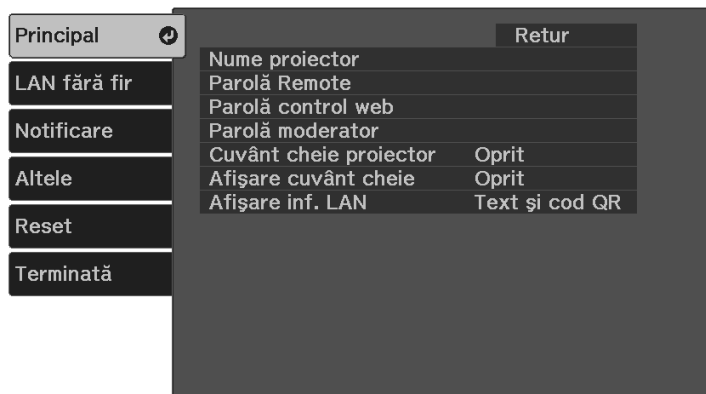 Principal
LAN fără fir
Notificare
Altele
Reset
Terminată
Retur
Nume proiector
Parolă Remote
Parolă control web
Parolă moderator
Cuvânt cheie proiector Oprit
Afişare cuvânt cheie Oprit
Afişare inf. LAN Text şi cod QR